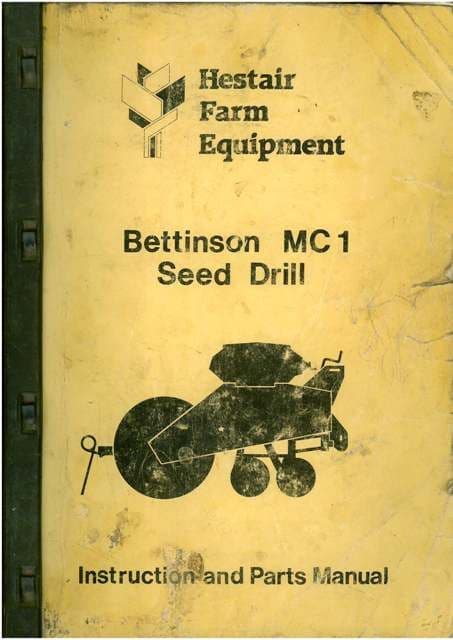 Hestair
Farm
Equipment
Bettinson MC1
Seed Drill
Instruction and Parts Manual